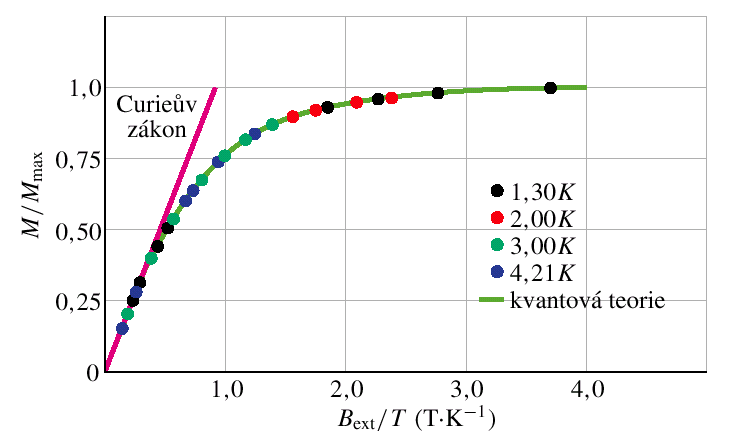 1,0
Curieův
zákon
0,75
M/M_max
0,50
1,30K
2,00K
3,00K
4,21K
0,25
kvantová teorie
0
1,0 2,0 3,0 4,0
B_ext/T (T·K⁻¹)